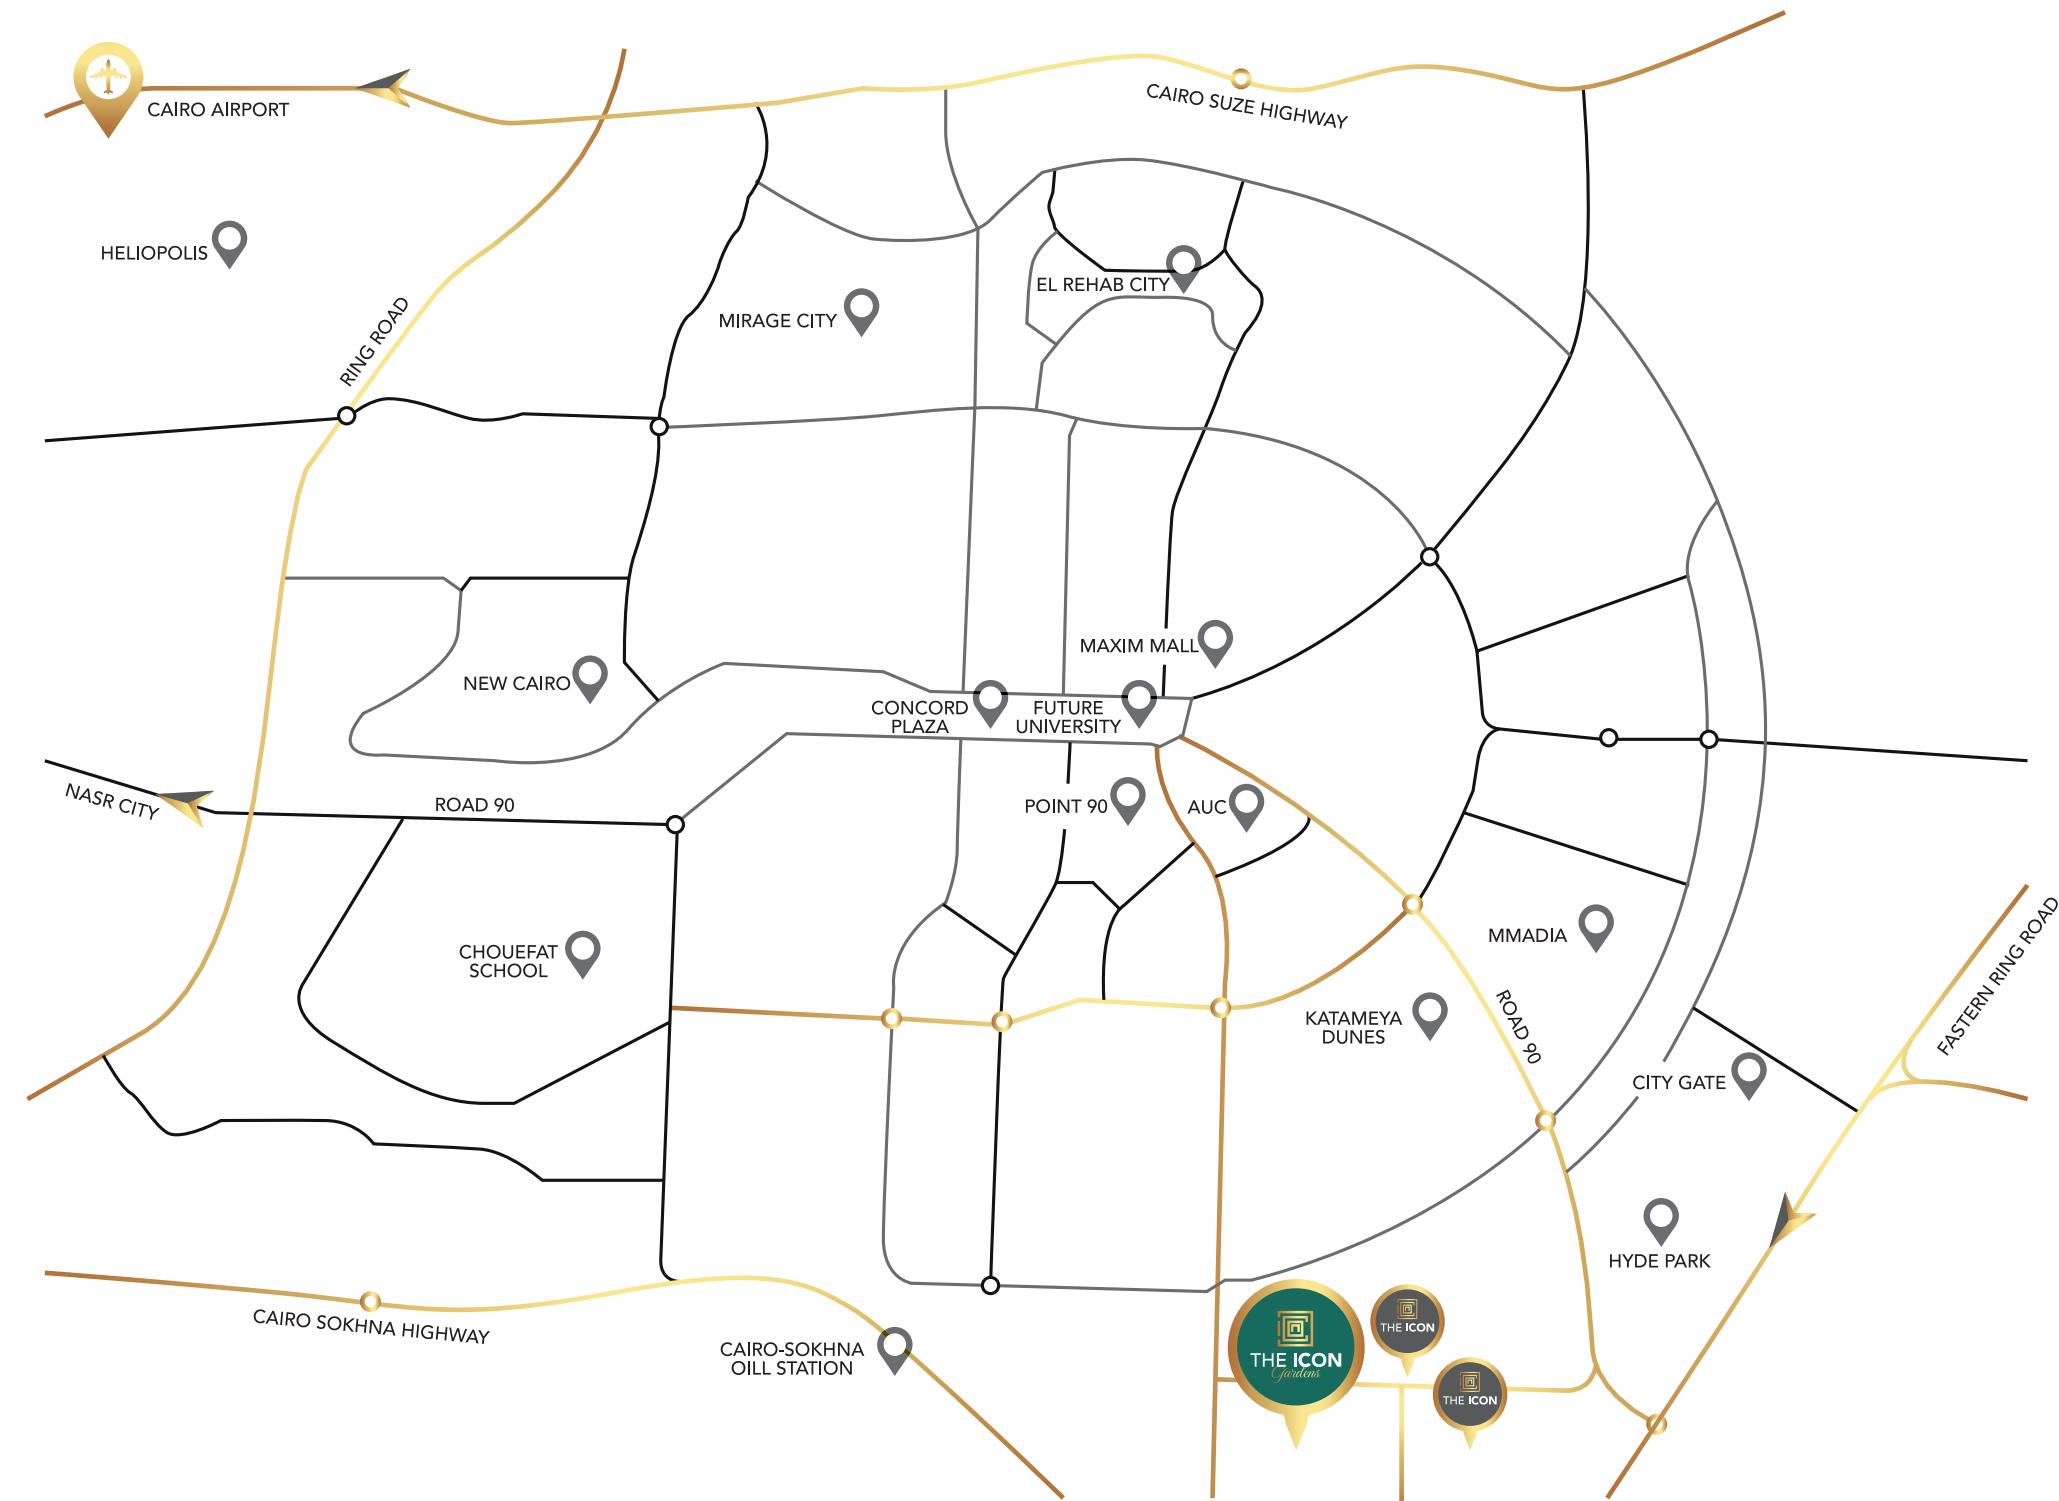 CAIRO AIRPORT
CAIRO SUZE HIGHWAY
HELIOPOLIS
EL REHAB CITY
MIRAGE CITY
RING ROAD
MAXIM MALL
NEW CAIRO
CONCORD
PLAZA
FUTURE
UNIVERSITY
NASR CITY
ROAD 90
POINT 90
AUC
MMADIA
CHOUEFAT
SCHOOL
FASTERN RING ROAD
KATAMEYA
DUNES
ROAD 90
CITY GATE
HYDE PARK
CAIRO SOKHNA HIGHWAY
CAIRO-SOKHNA
OILL STATION
THE ICON
Gardens
THE ICON
THE ICON